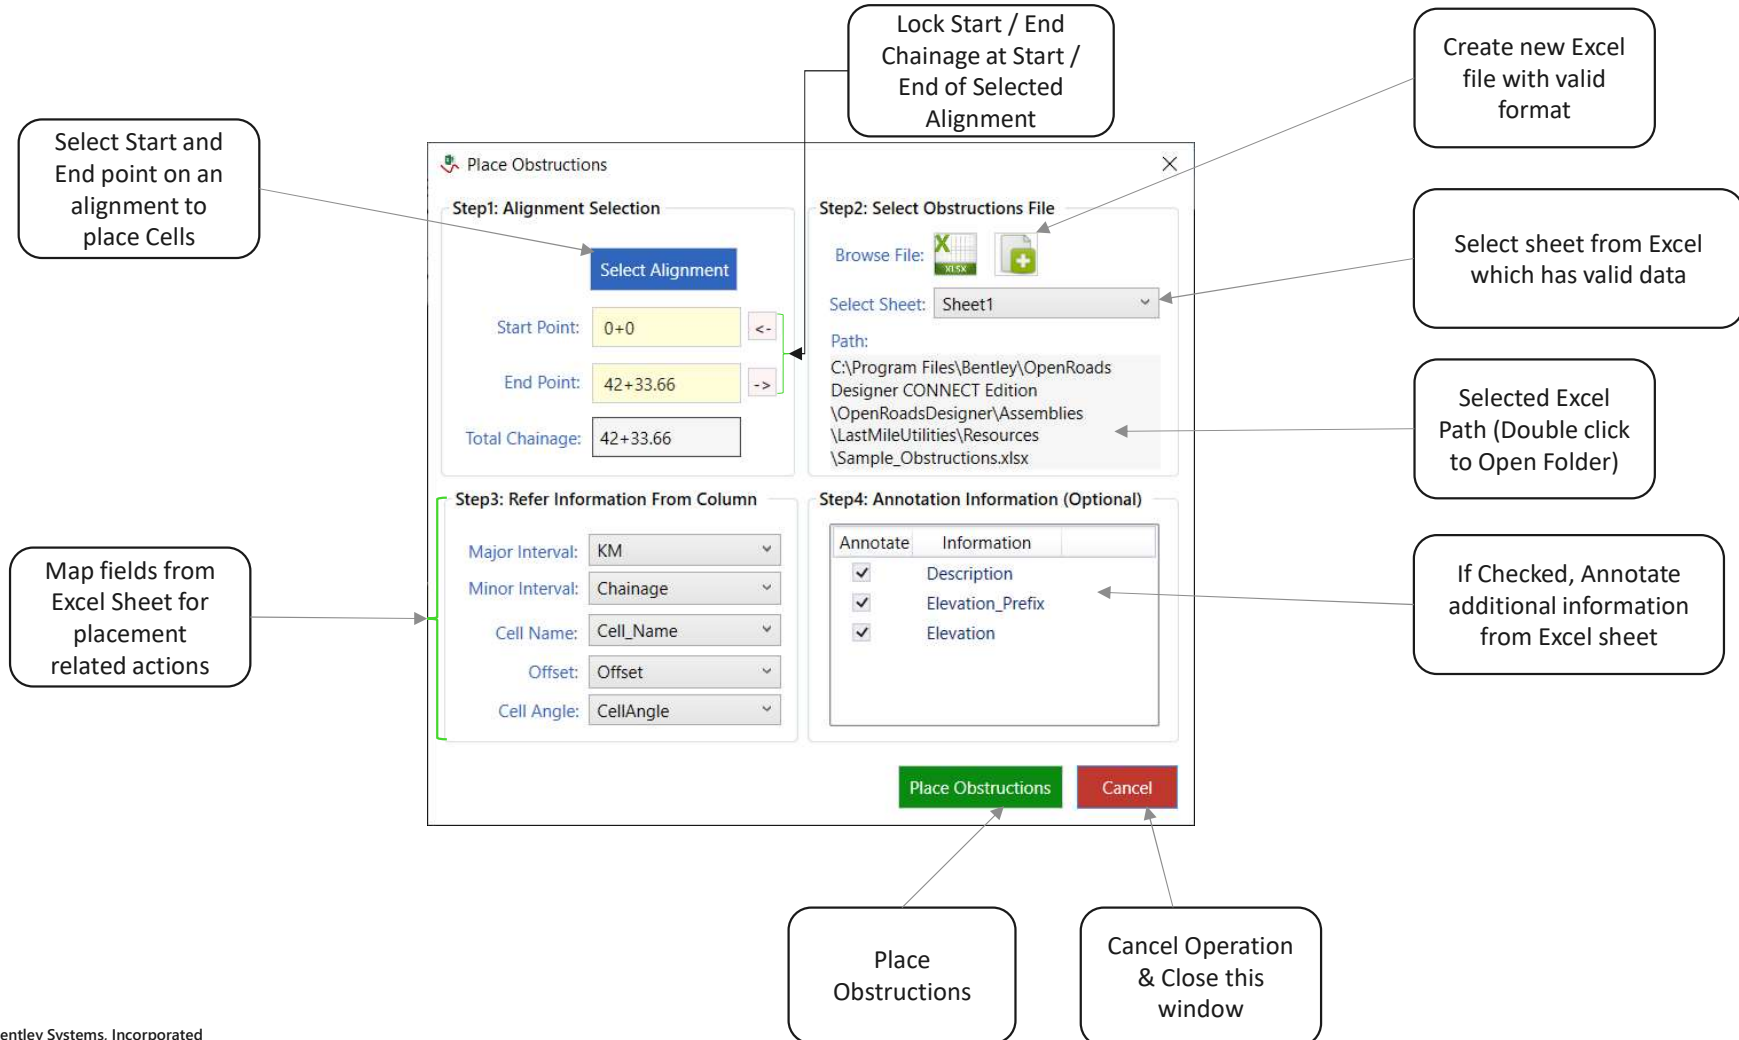 Lock Start / End
Chainage at Start /
End of Selected
Alignment
Create new Excel
file with valid
format
Select Start and
End point on an
alignment to
place Cells
Place Obstructions
Step1: Alignment Selection
Select Alignment
Start Point:
0+0
<-
End Point:
42+33.66
->
Total Chainage:
42+33.66
Step2: Select Obstructions File
Browse File:
X
XLSX
Select Sheet:
Sheet1
Path:
C:\Program Files\Bentley\OpenRoads
Designer CONNECT Edition
\OpenRoadsDesigner\Assemblies
\LastMileUtilities\Resources
\Sample_Obstructions.xlsx
Select sheet from Excel
which has valid data
Selected Excel
Path (Double click
to Open Folder)
Map fields from
Excel Sheet for
placement
related actions
Step3: Refer Information From Column
Major Interval:
KM
Minor Interval:
Chainage
Cell Name:
Cell_Name
Offset:
Offset
Cell Angle:
CellAngle
Step4: Annotation Information (Optional)
Annotate
Information
Description
Elevation_Prefix
Elevation
If Checked, Annotate
additional information
from Excel sheet
Place Obstructions
Cancel
Place
Obstructions
Cancel Operation
& Close this
window
entley Systems, Incorporated